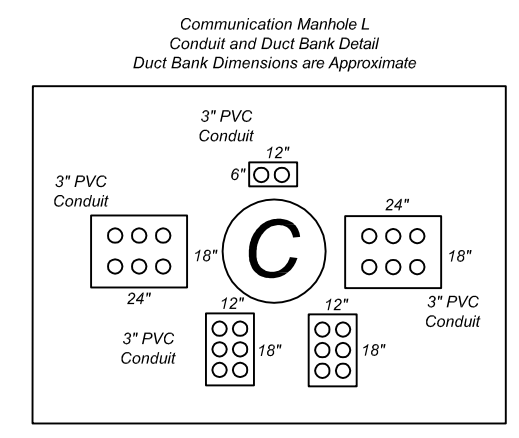 Communication Manhole L
Conduit and Duct Bank Detail
Duct Bank Dimensions are Approximate
3" PVC
Conduit
12"
6"
3" PVC
Conduit
18"
24"
C
24"
18"
3" PVC
Conduit
12"
18"
3" PVC
Conduit
12"
18"